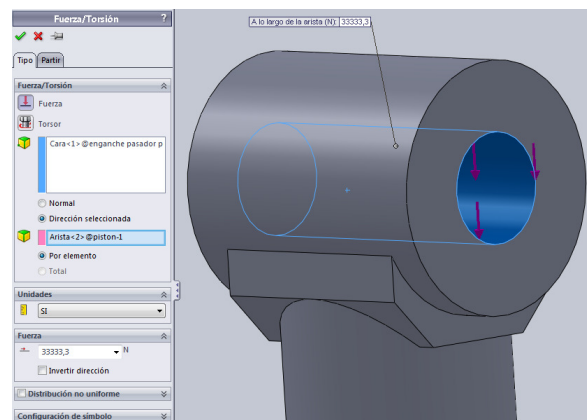 Fuerza/Torsión
?
Tipo
Partir
Fuerza/Torsión
Fuerza
Torsor
Cara<1>@enganche pasador p
Normal
Dirección seleccionada
Arista<2>@piston-1
Por elemento
Total
Unidades
SI
Fuerza
33333,3
N
Invertir dirección
Distribución no uniforme
Configuración de símbolo
A lo largo de la arista (N): 33333,3